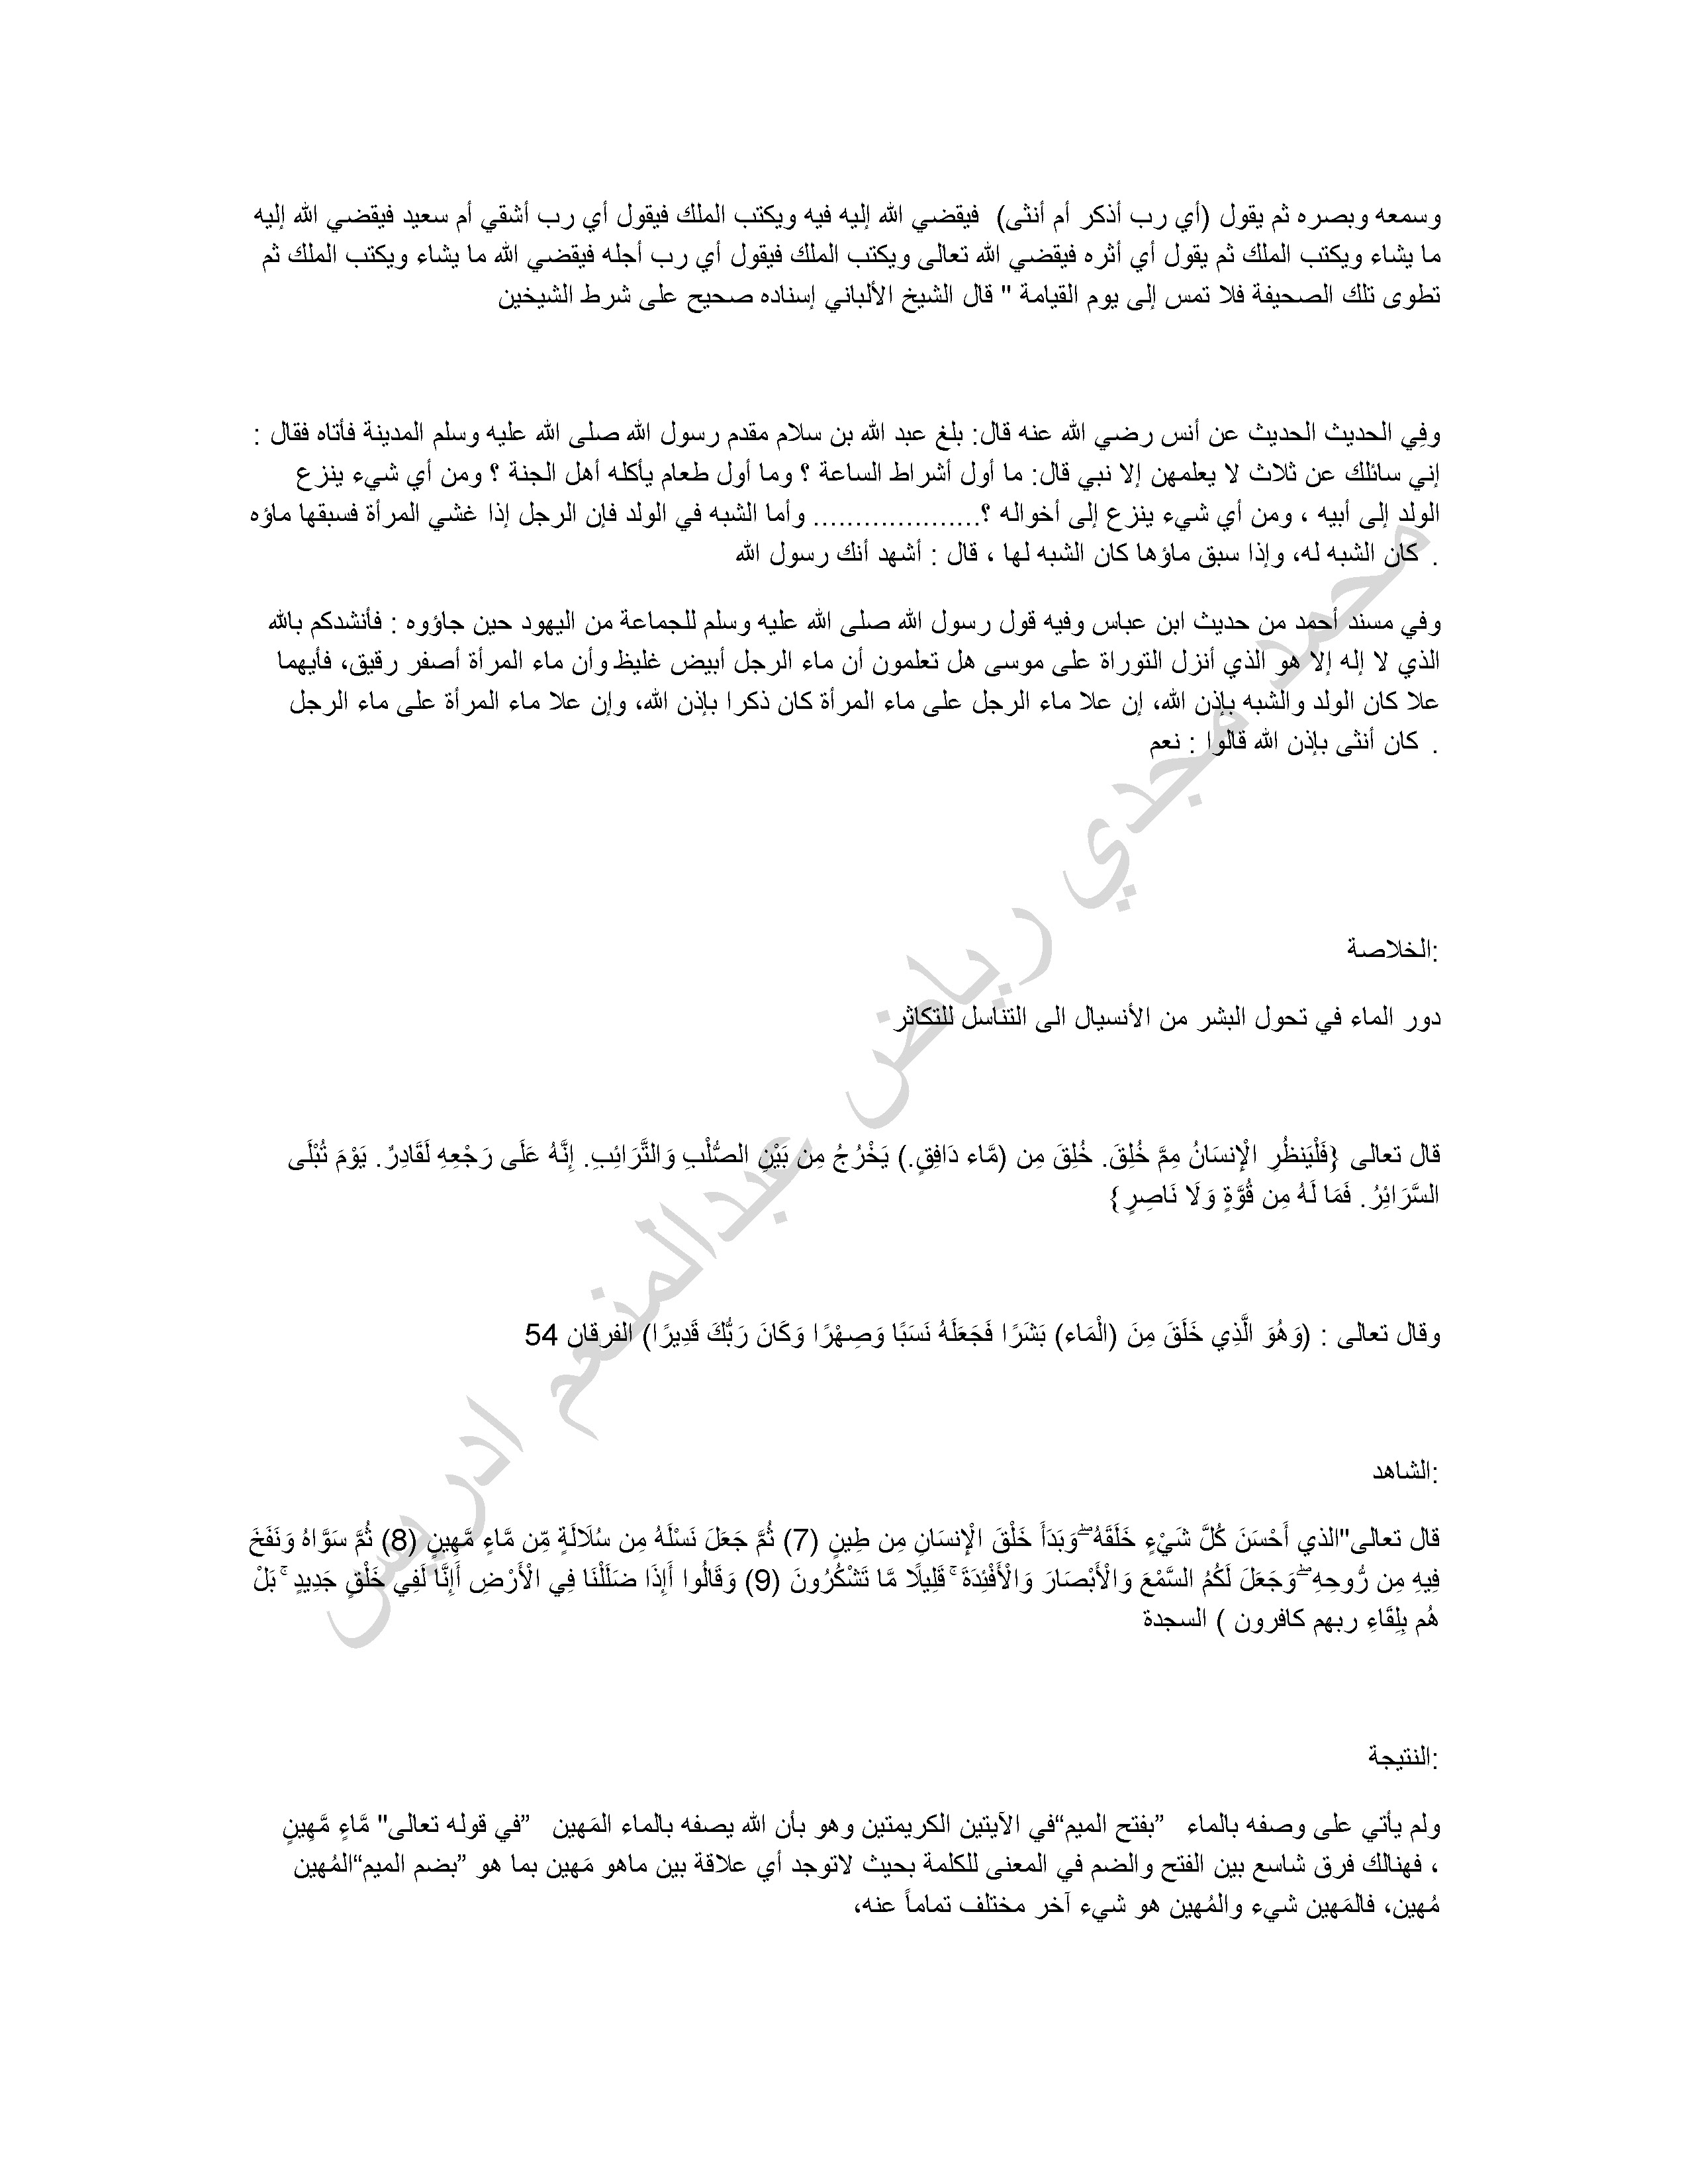 وسمعه وبصره ثم يقول (أي رب أذكر أم أنثى)  فيقضي الله إليه فيه ويكتب الملك فيقول أي رب أشقي أم سعيد فيقضي الله إليه
ما يشاء ويكتب الملك ثم يقول أي أثره فيقضي الله تعالى ويكتب الملك فيقول أي رب أجله فيقضي الله ما يشاء ويكتب الملك ثم
تطوى تلك الصحيفة فلا تمس إلى يوم القيامة " قال الشيخ الألباني إسناده صحيح على شرط الشيخين
وفِي الحديث الحديث عن أنس رضي الله عنه قال: بلغ عبد الله بن سلام مقدم رسول الله صلى الله عليه وسلم المدينة فأتاه فقال :
إني سائلك عن ثلاث لا يعلمهن إلا نبي قال: ما أول أشراط الساعة ؟ وما أول طعام يأكله أهل الجنة ؟ ومن أي شيء ينزع
الولد إلى أبيه ، ومن أي شيء ينزع إلى أخواله ؟.................... وأما الشبه في الولد فإن الرجل إذا غشي المرأة فسبقها ماؤه
. كان الشبه له، وإذا سبق ماؤها كان الشبه لها ، قال : أشهد أنك رسول الله
وفي مسند أحمد من حديث ابن عباس وفيه قول رسول الله صلى الله عليه وسلم للجماعة من اليهود حين جاؤوه : فأنشدكم بالله
الذي لا إله إلا هو الذي أنزل التوراة على موسى هل تعلمون أن ماء الرجل أبيض غليظ وأن ماء المرأة أصفر رقيق، فأيهما
علا كان الولد والشبه بإذن الله، إن علا ماء الرجل على ماء المرأة كان ذكرا بإذن الله، وإن علا ماء المرأة على ماء الرجل
. كان أنثى بإذن الله قالوا : نعم
:الخلاصة
دور الماء في تحول البشر من الأنسيال الى التناسل للتكاثر
قال تعالى {فَلْيَنظُرِ الْإِنسَانُ مِمَّ خُلِقَ. خُلِقَ مِن (مَّاء دَافِقٍ.) يَخْرُجُ مِن بَيْنِ الصُّلْبِ وَالتَّرَائِبِ. إِنَّهُ عَلَى رَجْعِهِ لَقَادِرٌ. يَوْمَ تُبْلَى
السَّرَائِرُ. فَمَا لَهُ مِن قُوَّةٍ وَلَا نَاصِرٍ}
وقال تعالى : (وَهُوَ الَّذِي خَلَقَ مِنَ (الْمَاء) بَشَرًا فَجَعَلَهُ نَسَبًا وَصِهْرًا وَكَانَ رَبُّكَ قَدِيرًا) الفرقان 54
:الشاهد
قال تعالى"الذي أَحْسَنَ كُلَّ شَيْءٍ خَلَقَهُ ۖ وَبَدَأَ خَلْقَ الْإِنسَانِ مِن طِينٍ (7) ثُمَّ جَعَلَ نَسْلَهُ مِن سُلَالَةٍ مِّن مَّاءٍ مَّهِينٍ (8) ثُمَّ سَوَّاهُ وَنَفَخَ
فِيهِ مِن رُّوحِهِ ۖ وَجَعَلَ لَكُمُ السَّمْعَ وَالْأَبْصَارَ وَالْأَفْئِدَةَ ۚ قَلِيلًا مَّا تَشْكُرُونَ (9) وَقَالُوا أَإِذَا ضَلَلْنَا فِي الْأَرْضِ أَإِنَّا لَفِي خَلْقٍ جَدِيدٍ ۚ بَلْ
هُم بِلِقَاءِ ربهم كافرون ) السجدة
:النتيجة
ولم يأتي على وصفه بالماء   ”بفتح الميم“في الآيتين الكريمتين وهو بأن الله يصفه بالماء المَهين   ”في قوله تعالى" مَّاءٍ مَّهِينٍ
، فهنالك فرق شاسع بين الفتح والضم في المعنى للكلمة بحيث لاتوجد أي علاقة بين ماهو مَهين بما هو ”بضم الميم“المُهين
مُهين، فالمَهين شيء والمُهين هو شيء آخر مختلف تماماً عنه،
محمد مجدي رياض عبدالمنعم ادريس